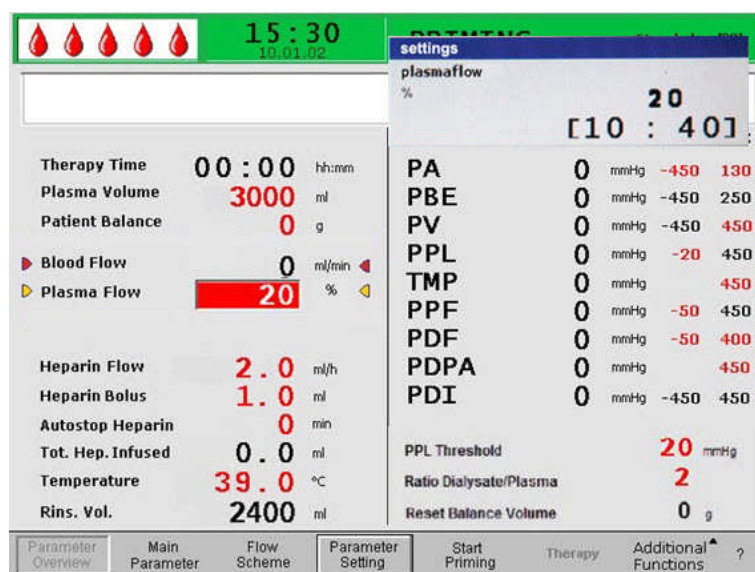 15:30
10.01.02
PRIMING
settings
plasmaflow
%
20
[10 : 40]
Therapy Time 00:00 hh:mm
Plasma Volume 3000 ml
Patient Balance 0 g
Blood Flow 0 ml/min
Plasma Flow 20 %
Heparin Flow 2.0 ml/h
Heparin Bolus 1.0 ml
Autostop Heparin 0 min
Tot. Hep. Infused 0.0 ml
Temperature 39.0 °C
Rins. Vol. 2400 ml
PA 0 mmHg -450 130
PBE 0 mmHg -450 250
PV 0 mmHg -450 450
PPL 0 mmHg -20 450
TMP 0 mmHg 450
PPF 0 mmHg -50 450
PDF 0 mmHg -50 400
PDPA 0 mmHg 450
PDI 0 mmHg -450 450
PPL Threshold 20 mmHg
Ratio Dialysate/Plasma 2
Reset Balance Volume 0 g
Parameter Overview
Main Parameter
Flow Scheme
Parameter Setting
Start Priming
Therapy
Additional Functions
?